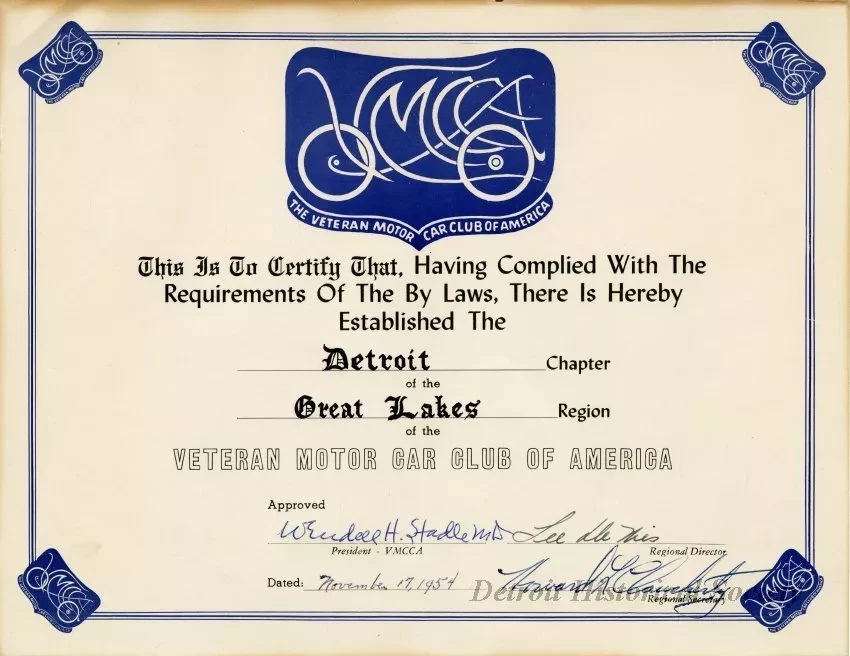 VMCCA
THE VETERAN MOTOR CAR CLUB OF AMERICA
This Is To Certify That, Having Complied With The
Requirements Of The By Laws, There Is Hereby
Established The
Detroit Chapter
of the
Great Lakes Region
of the
VETERAN MOTOR CAR CLUB OF AMERICA
Approved
Wendell H. Stadle MD Lee
President - VMCCA Regional Director
Dated: November 17, 1954 Howard
Regional Secretary
Detroit Historical Society